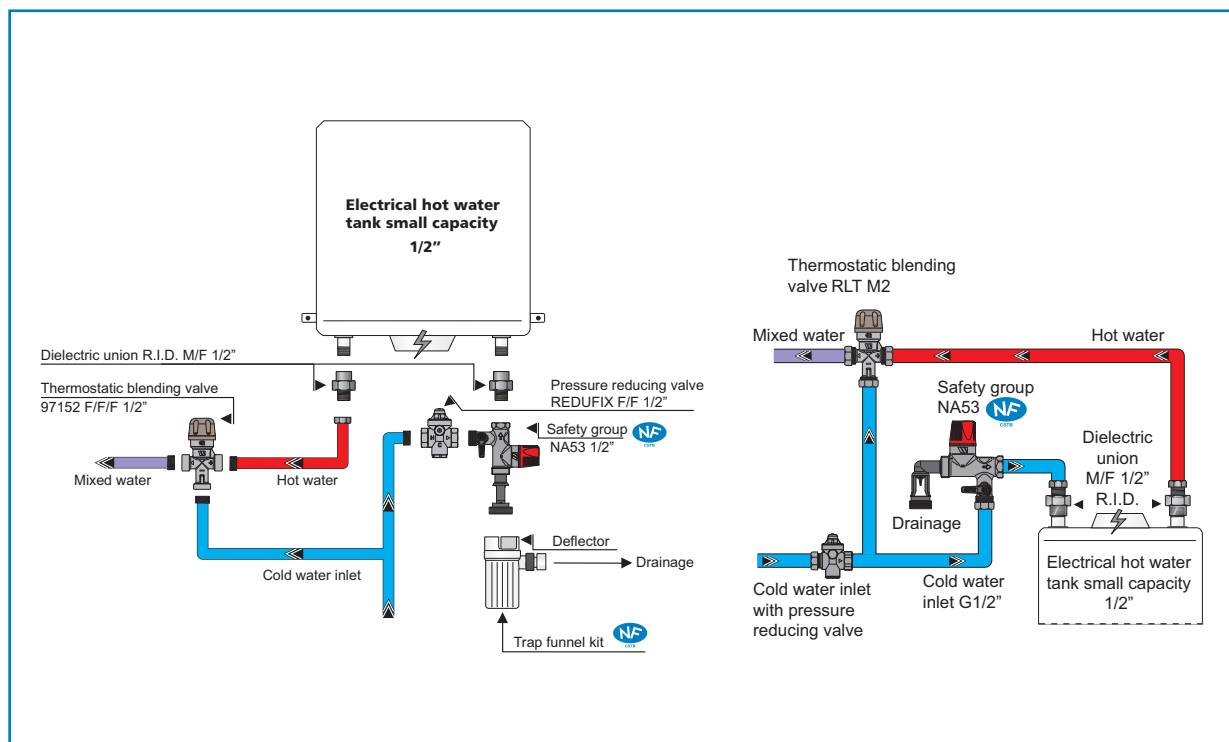 Electrical hot water
tank small capacity
1/2”
Dielectric union R.I.D. M/F 1/2”
Thermostatic blending valve
97152 F/F/F 1/2”
Pressure reducing valve
REDUFIX F/F 1/2”
Safety group
NA53 1/2”
NF
CSTB
Mixed water
Hot water
Cold water inlet
Deflector
Drainage
Trap funnel kit
NF
CSTB
Thermostatic blending
valve RLT M2
Mixed water
Hot water
Safety group
NA53
NF
CSTB
Dielectric
union
M/F 1/2”
R.I.D.
Drainage
Cold water inlet
with pressure
reducing valve
Cold water
inlet G1/2”
Electrical hot water
tank small capacity
1/2”